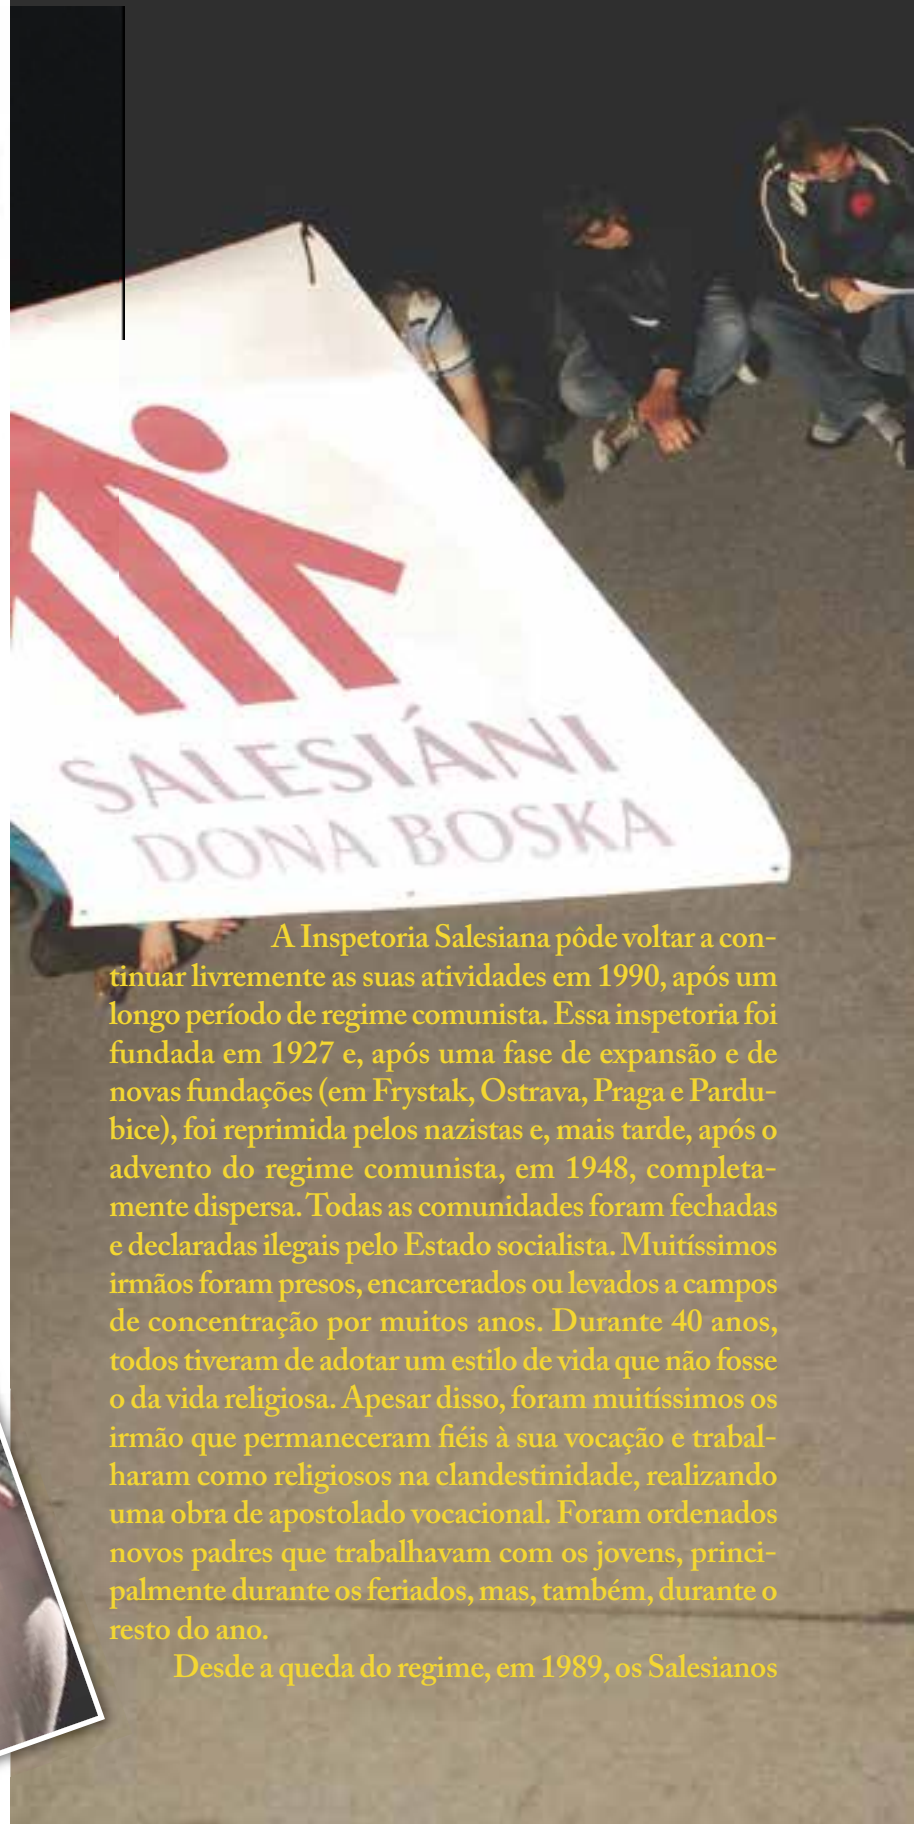 SALESIÁNI
DONA BOSKA
A Inspetoria Salesiana pôde voltar a con-
tinuar livremente as suas atividades em 1990, após um
longo período de regime comunista. Essa inspetoria foi
fundada em 1927 e, após uma fase de expansão e de
novas fundações (em Frystak, Ostrava, Praga e Pardu-
bice), foi reprimida pelos nazistas e, mais tarde, após o
advento do regime comunista, em 1948, completa-
mente dispersa. Todas as comunidades foram fechadas
e declaradas ilegais pelo Estado socialista. Muitíssimos
irmãos foram presos, encarcerados ou levados a campos
de concentração por muitos anos. Durante 40 anos,
todos tiveram de adotar um estilo de vida que não fosse
o da vida religiosa. Apesar disso, foram muitíssimos os
irmão que permaneceram fiéis à sua vocação e trabal-
haram como religiosos na clandestinidade, realizando
uma obra de apostolado vocacional. Foram ordenados
novos padres que trabalhavam com os jovens, princi-
palmente durante os feriados, mas, também, durante o
resto do ano.
Desde a queda do regime, em 1989, os Salesianos